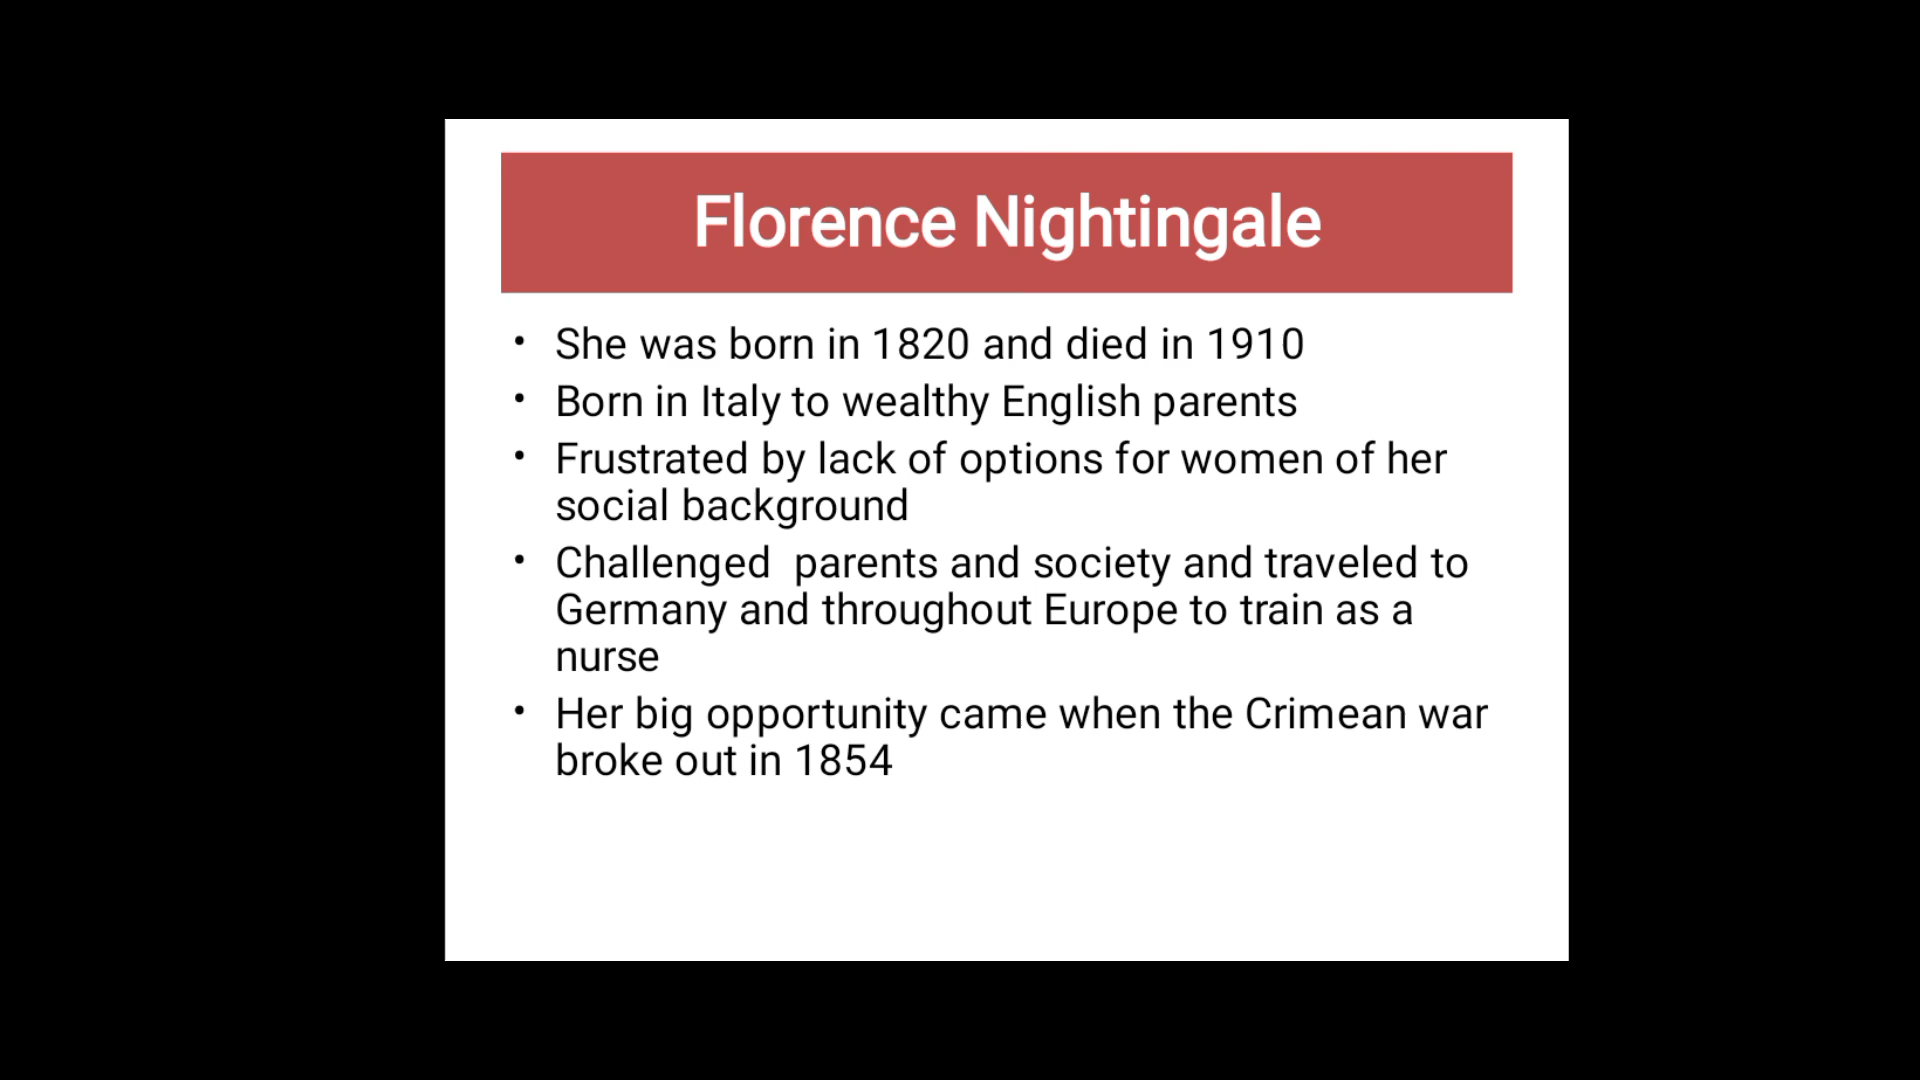 Florence Nightingale
• She was born in 1820 and died in 1910
• Born in Italy to wealthy English parents
• Frustrated by lack of options for women of her
social background
• Challenged  parents and society and traveled to
Germany and throughout Europe to train as a
nurse
• Her big opportunity came when the Crimean war
broke out in 1854